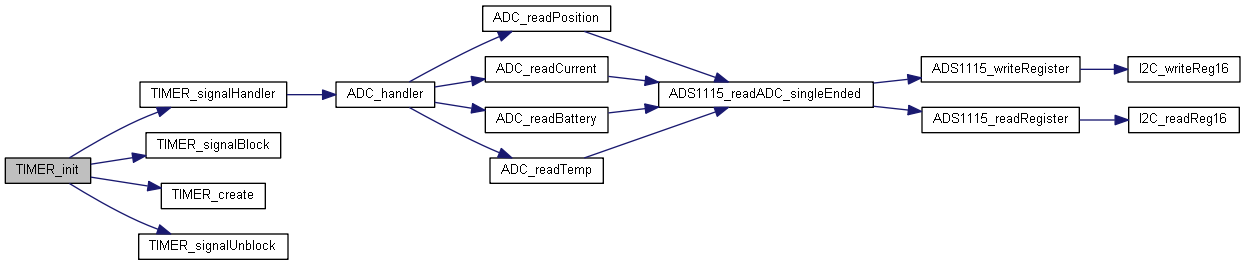 TIMER_init
TIMER_signalHandler
TIMER_signalBlock
TIMER_create
TIMER_signalUnblock
ADC_handler
ADC_readPosition
ADC_readCurrent
ADC_readBattery
ADC_readTemp
ADS1115_readADC_singleEnded
ADS1115_writeRegister
ADS1115_readRegister
I2C_writeReg16
I2C_readReg16